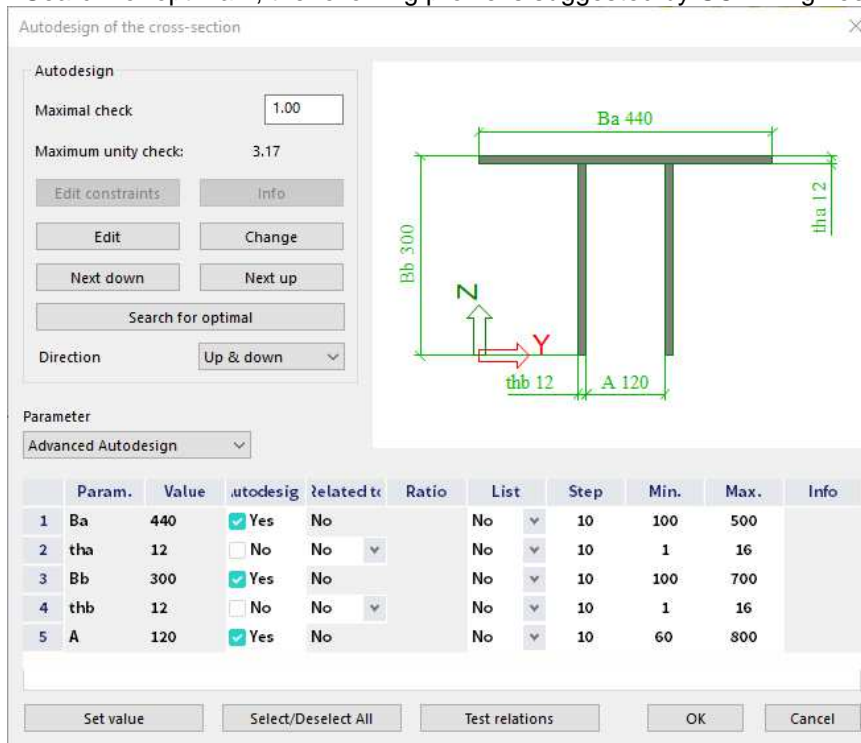 Autodesign of the cross-section
Autodesign
Maximal check 1.00
Maximum unity check: 3.17
Edit constraints Info
Edit Change
Next down Next up
Search for optimal
Direction Up & down
Ba 440
tha 12
Bb 300
Z
Y
thb 12 A 120
Parameter
Advanced Autodesign
Param. Value utodesig Related to Ratio List Step Min. Max. Info
1 Ba 440 Yes No No 10 100 500
2 tha 12 No No No 10 1 16
3 Bb 300 Yes No No 10 100 700
4 thb 12 No No No 10 1 16
5 A 120 Yes No No 10 60 800
Set value Select/Deselect All Test relations OK Cancel